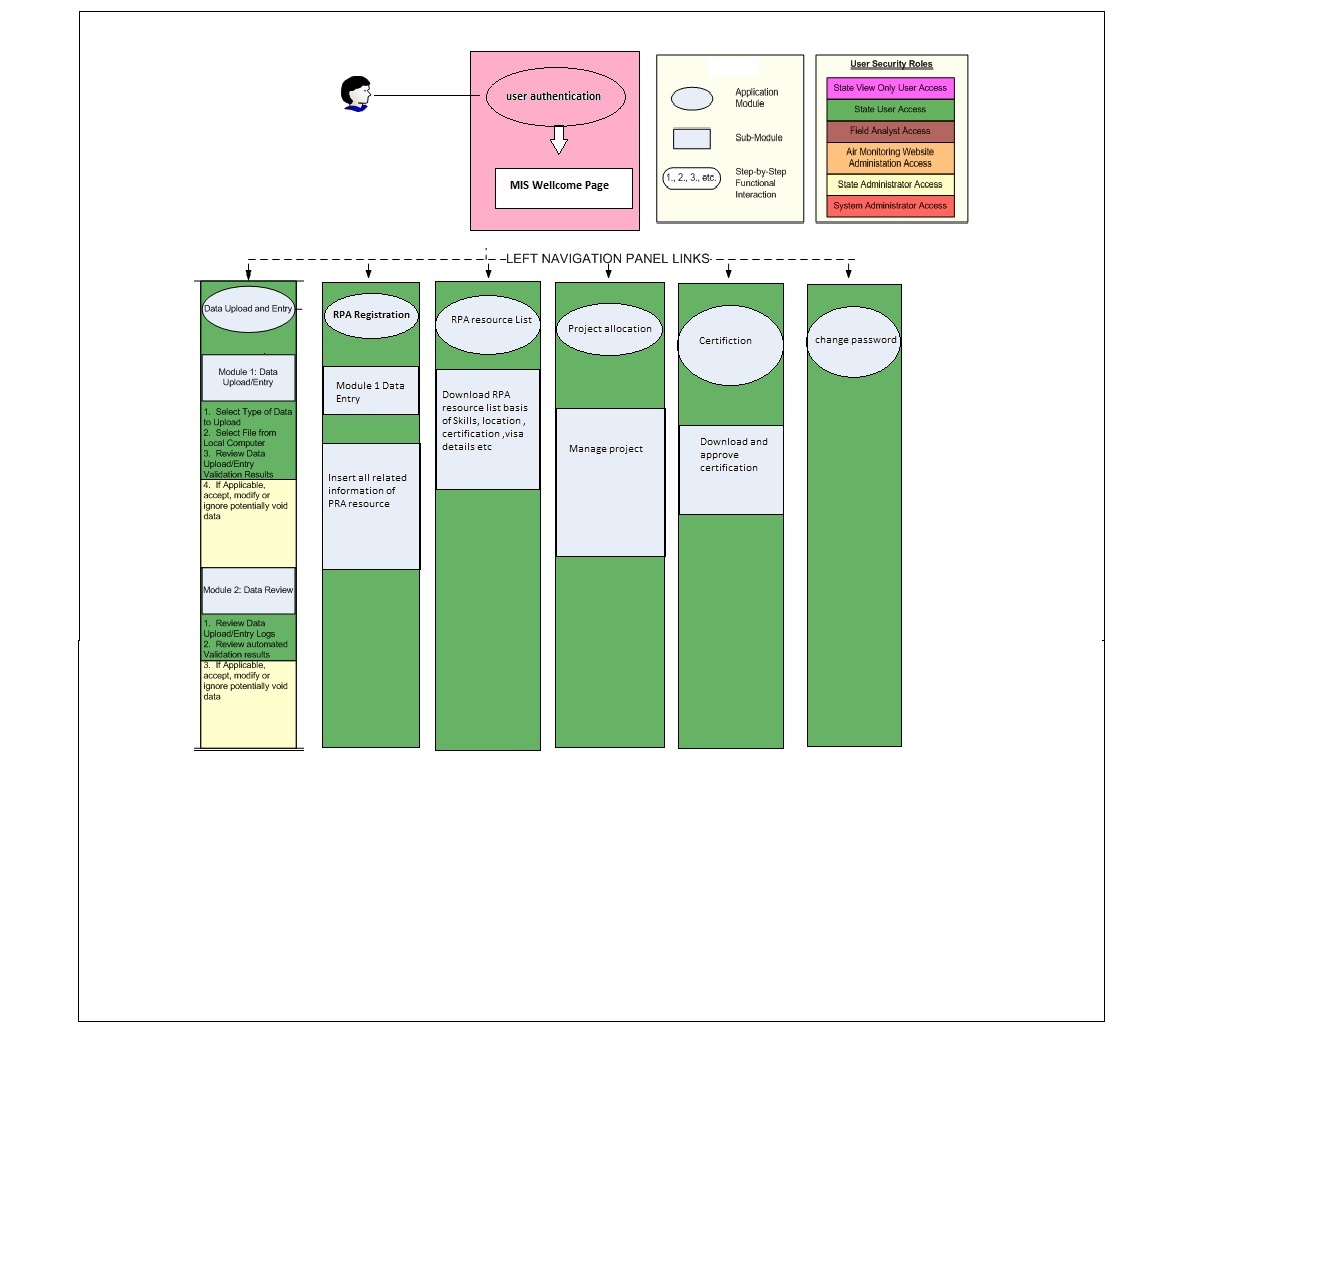 user authentication
MIS Wellcome Page
Application
Module
Sub-Module
1., 2., 3., etc.
Step-by-Step
Functional
Interaction
User Security Roles
State View Only User Access
State User Access
Field Analyst Access
Air Monitoring Website
Administation Access
State Administrator Access
System Administrator Access
LEFT NAVIGATION PANEL LINKS
Data Upload and Entry
Module 1: Data
Upload/Entry
1. Select Type of Data
to Upload
2. Select File from
Local Computer
3. Review Data
Upload/Entry
Validation Results
4. If Applicable,
accept, modify or
ignore potentially void
data
Module 2: Data Review
1. Review Data
Upload/Entry Logs
2. Review automated
Validation results
3. If Applicable,
accept, modify or
ignore potentially void
data
RPA Registration
Module 1 Data
Entry
Insert all related
information of
PRA resource
RPA resource List
Download RPA
resource list basis
of Skills, location ,
certification ,visa
details etc
Project allocation
Manage project
Certifiction
Download and
approve
certification
change password